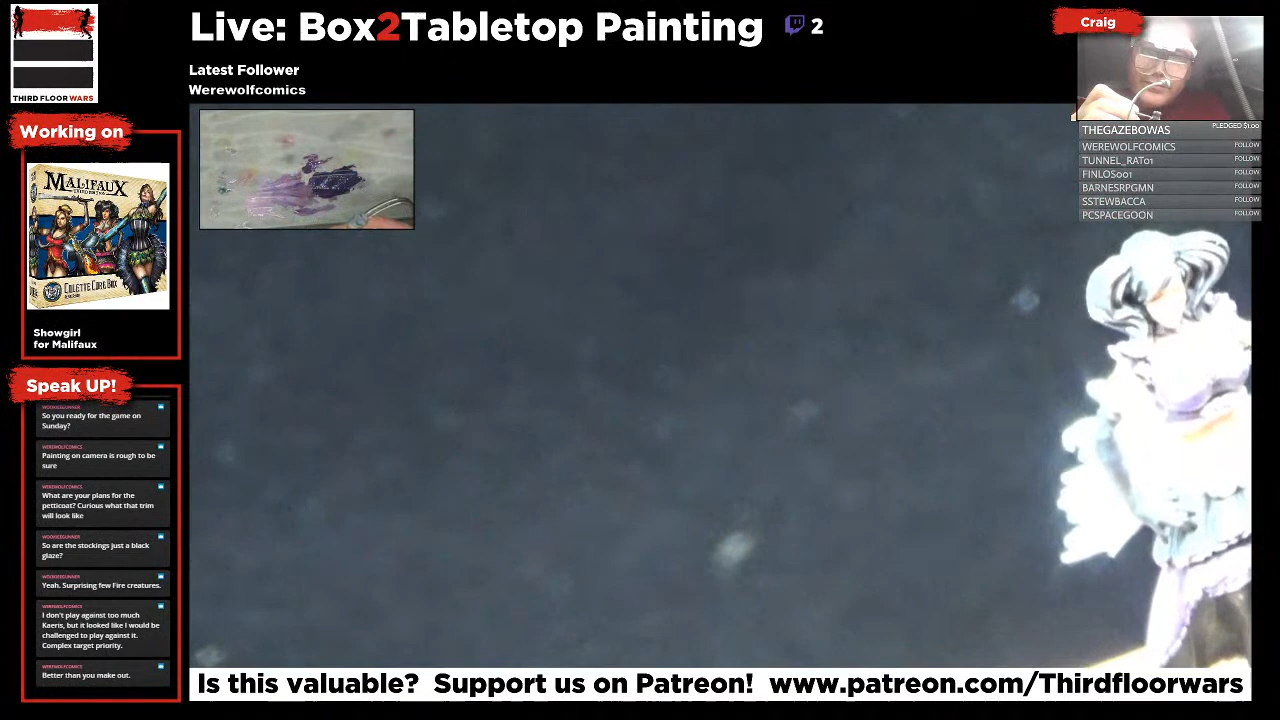 THIRD FLOOR WARS
Live: Box2Tabletop Painting
2
Latest Follower
Werewolfcomics
Craig
THEGAZEBOWAS PLEDGED $1.00
WEREWOLFCOMICS FOLLOW
TUNNEL_RAT01 FOLLOW
FINLOS001 FOLLOW
BARNESRPGMN FOLLOW
SSTEWBACCA FOLLOW
PCSPACEGOON FOLLOW
Working on
MALIFAUX
COLETTE CORE BOX
Showgirl
for Malifaux
Speak UP!
So you ready for the game on
Sunday?
WEREWOLFCOMICS
Painting on camera is rough to be
sure
WEREWOLFCOMICS
What are your plans for the
petticoat? Curious what that trim
will look like
So are the stockings just a black
glaze?
Yeah. Surprising few Fire creatures.
WEREWOLFCOMICS
I don't play against too much
Kaeris, but it looked like I would be
challenged to play against it.
Complex target priority.
WEREWOLFCOMICS
Better than you make out.
Is this valuable? Support us on Patreon! www.patreon.com/Thirdfloorwars